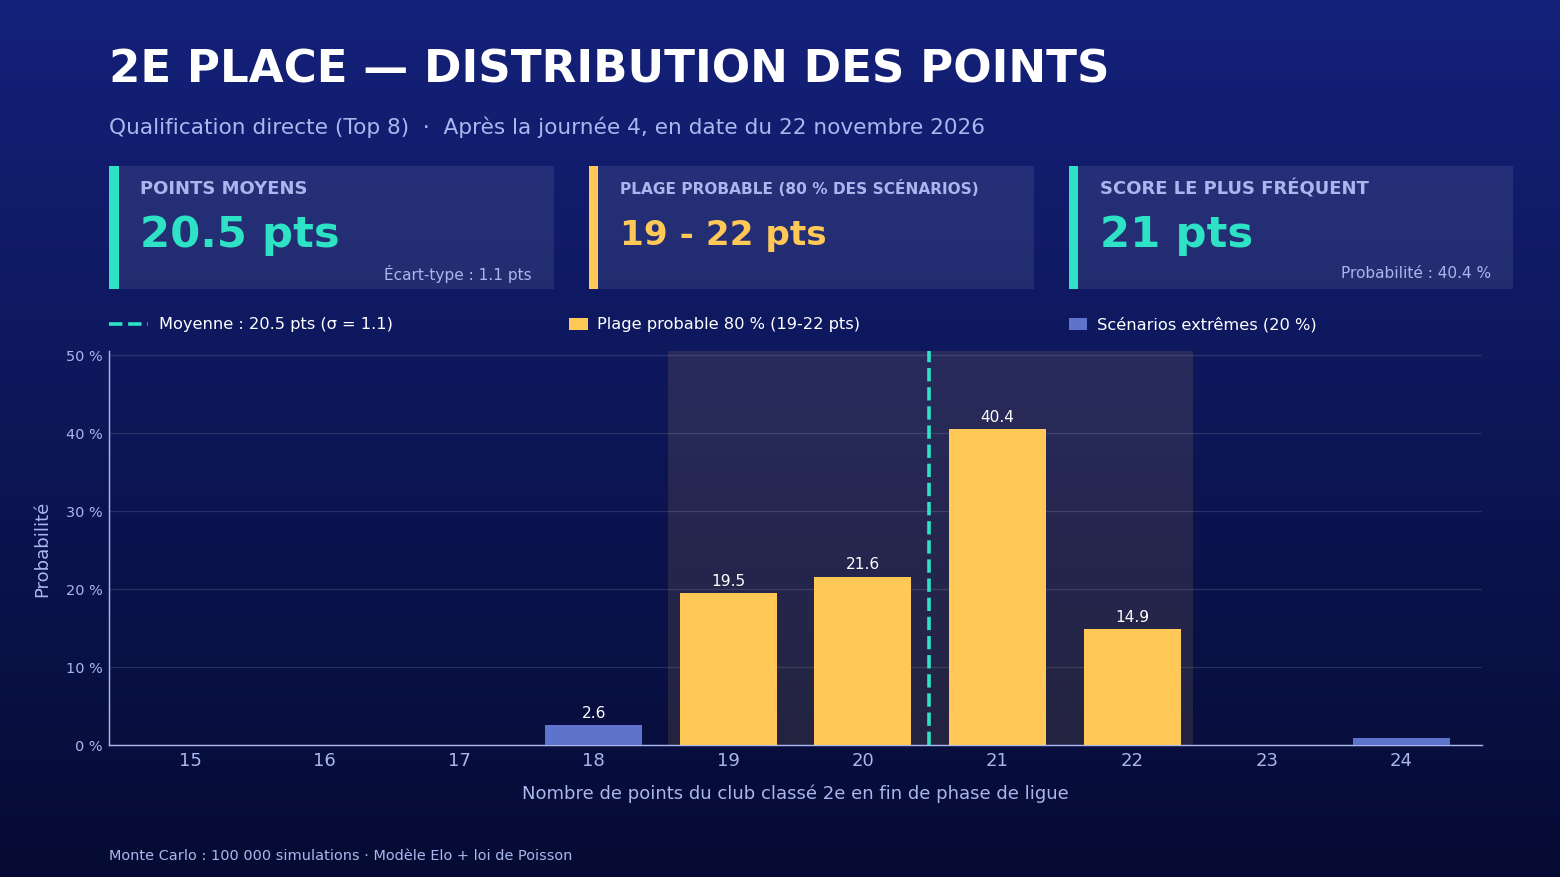 2E PLACE — DISTRIBUTION DES POINTS
Qualification directe (Top 8) · Après la journée 4, en date du 22 novembre 2026
POINTS MOYENS
20.5 pts
Écart-type : 1.1 pts
PLAGE PROBABLE (80 % DES SCÉNARIOS)
19 - 22 pts
SCORE LE PLUS FRÉQUENT
21 pts
Probabilité : 40.4 %
Moyenne : 20.5 pts (σ = 1.1)
Plage probable 80 % (19-22 pts)
Scénarios extrêmes (20 %)
Probabilité
50 %
40 %
30 %
20 %
10 %
0 %
2.6
19.5
21.6
40.4
14.9
15 16 17 18 19 20 21 22 23 24
Nombre de points du club classé 2e en fin de phase de ligue
Monte Carlo : 100 000 simulations · Modèle Elo + loi de Poisson